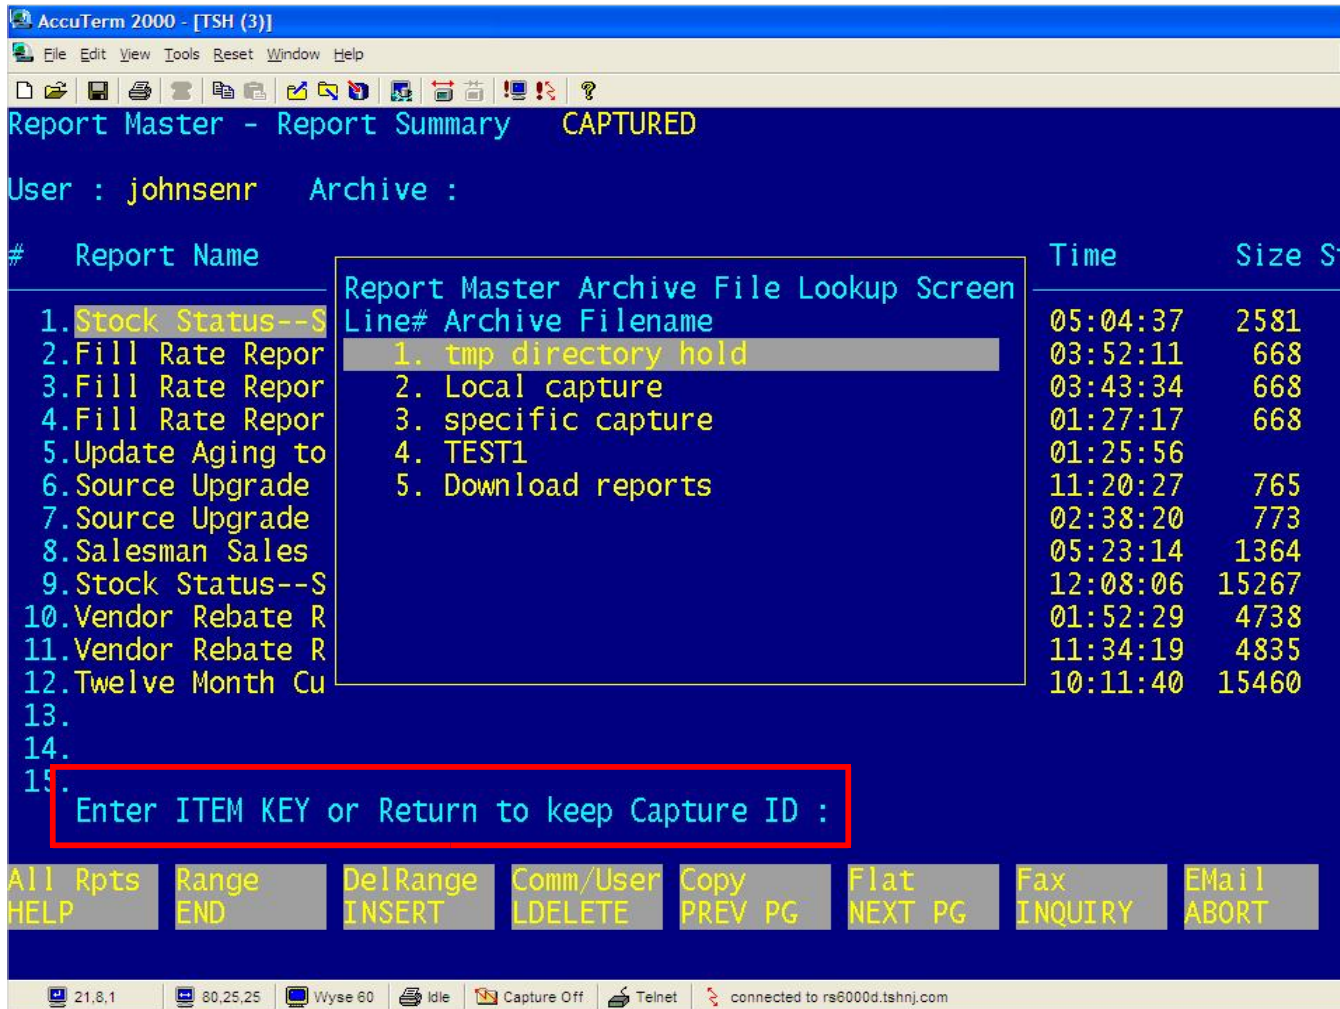 AccuTerm 2000 - [TSH (3)]
File Edit View Tools Reset Window Help
Report Master - Report Summary CAPTURED
User : johnsenr Archive :
# Report Name Time Size St
Report Master Archive File Lookup Screen
Line# Archive Filename
1. Stock Status--S 1. tmp directory hold 05:04:37 2581
2. Fill Rate Repor 2. Local capture 03:52:11 668
3. Fill Rate Repor 3. specific capture 03:43:34 668
4. Fill Rate Repor 4. TEST1 01:27:17 668
5. Update Aging to 5. Download reports 01:25:56
6. Source Upgrade 11:20:27 765
7. Source Upgrade 02:38:20 773
8. Salesman Sales 05:23:14 1364
9. Stock Status--S 12:08:06 15267
10. Vendor Rebate R 01:52:29 4738
11. Vendor Rebate R 11:34:19 4835
12. Twelve Month Cu 10:11:40 15460
13.
14.
15.
Enter ITEM KEY or Return to keep Capture ID :
All Rpts Range DelRange Comm/User Copy Flat Fax EMail
HELP END INSERT LDELETE PREV PG NEXT PG INQUIRY ABORT
21,8,1 80,25,25 Wyse 60 Idle Capture Off Telnet connected to rs6000d.tshnj.com